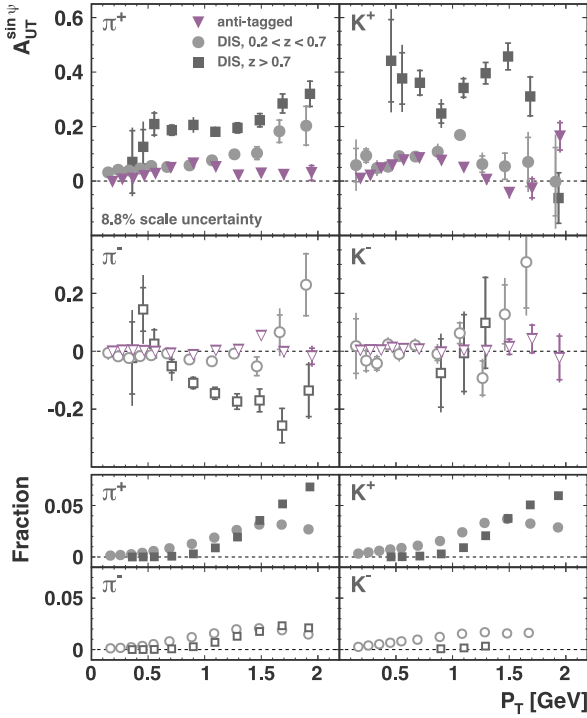 A_UT^sin ψ
π+
K+
anti-tagged
DIS, 0.2 < z < 0.7
DIS, z > 0.7
0.6
0.4
0.2
0
8.8% scale uncertainty
π-
K-
0.2
0
-0.2
Fraction
π+
K+
0.05
0
π-
K-
0.05
0
0 0.5 1 1.5 2 0.5 1 1.5 2
P_T [GeV]